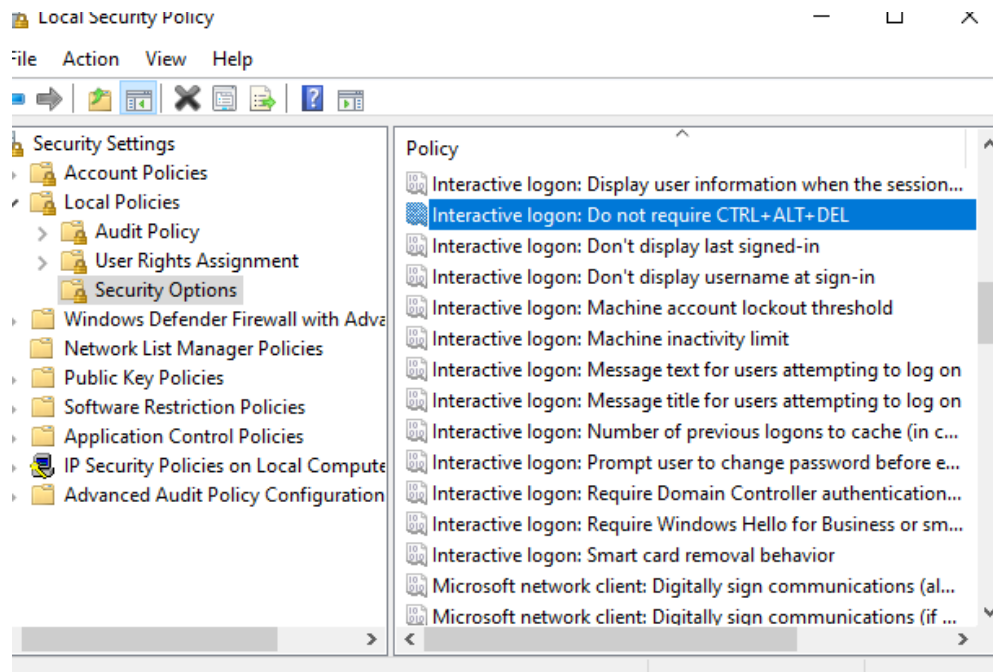 Local Security Policy
File Action View Help
Security Settings
Account Policies
Local Policies
Audit Policy
User Rights Assignment
Security Options
Windows Defender Firewall with Adva
Network List Manager Policies
Public Key Policies
Software Restriction Policies
Application Control Policies
IP Security Policies on Local Compute
Advanced Audit Policy Configuration
Policy
Interactive logon: Display user information when the session...
Interactive logon: Do not require CTRL+ALT+DEL
Interactive logon: Don't display last signed-in
Interactive logon: Don't display username at sign-in
Interactive logon: Machine account lockout threshold
Interactive logon: Machine inactivity limit
Interactive logon: Message text for users attempting to log on
Interactive logon: Message title for users attempting to log on
Interactive logon: Number of previous logons to cache (in c...
Interactive logon: Prompt user to change password before e...
Interactive logon: Require Domain Controller authentication...
Interactive logon: Require Windows Hello for Business or sm...
Interactive logon: Smart card removal behavior
Microsoft network client: Digitally sign communications (al...
Microsoft network client: Digitally sign communications (if ...